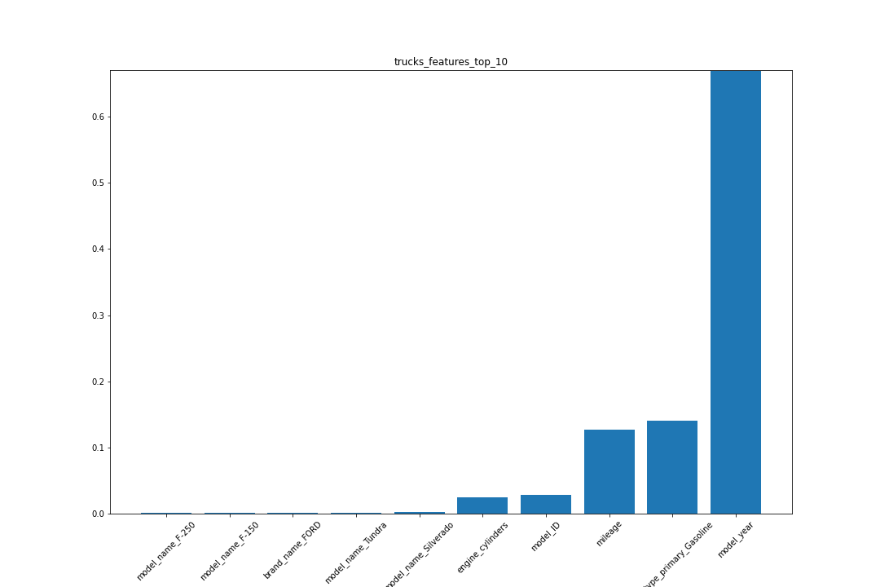 trucks_features_top_10
0.6
0.5
0.4
0.3
0.2
0.1
0.0
model_name_F-250
model_name_F-150
brand_name_FORD
model_name_Tundra
model_name_Silverado
engine_cylinders
model_ID
mileage
ype_primary_Gasoline
model_year